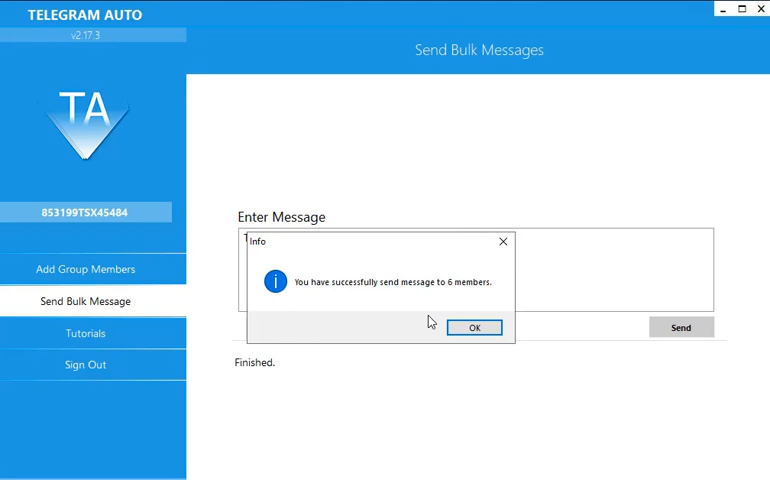 TELEGRAM AUTO
v2.17.3
Send Bulk Messages
TA
853199TSX45484
Add Group Members
Send Bulk Message
Tutorials
Sign Out
Enter Message
Info
You have successfully send message to 6 members.
OK
Send
Finished.